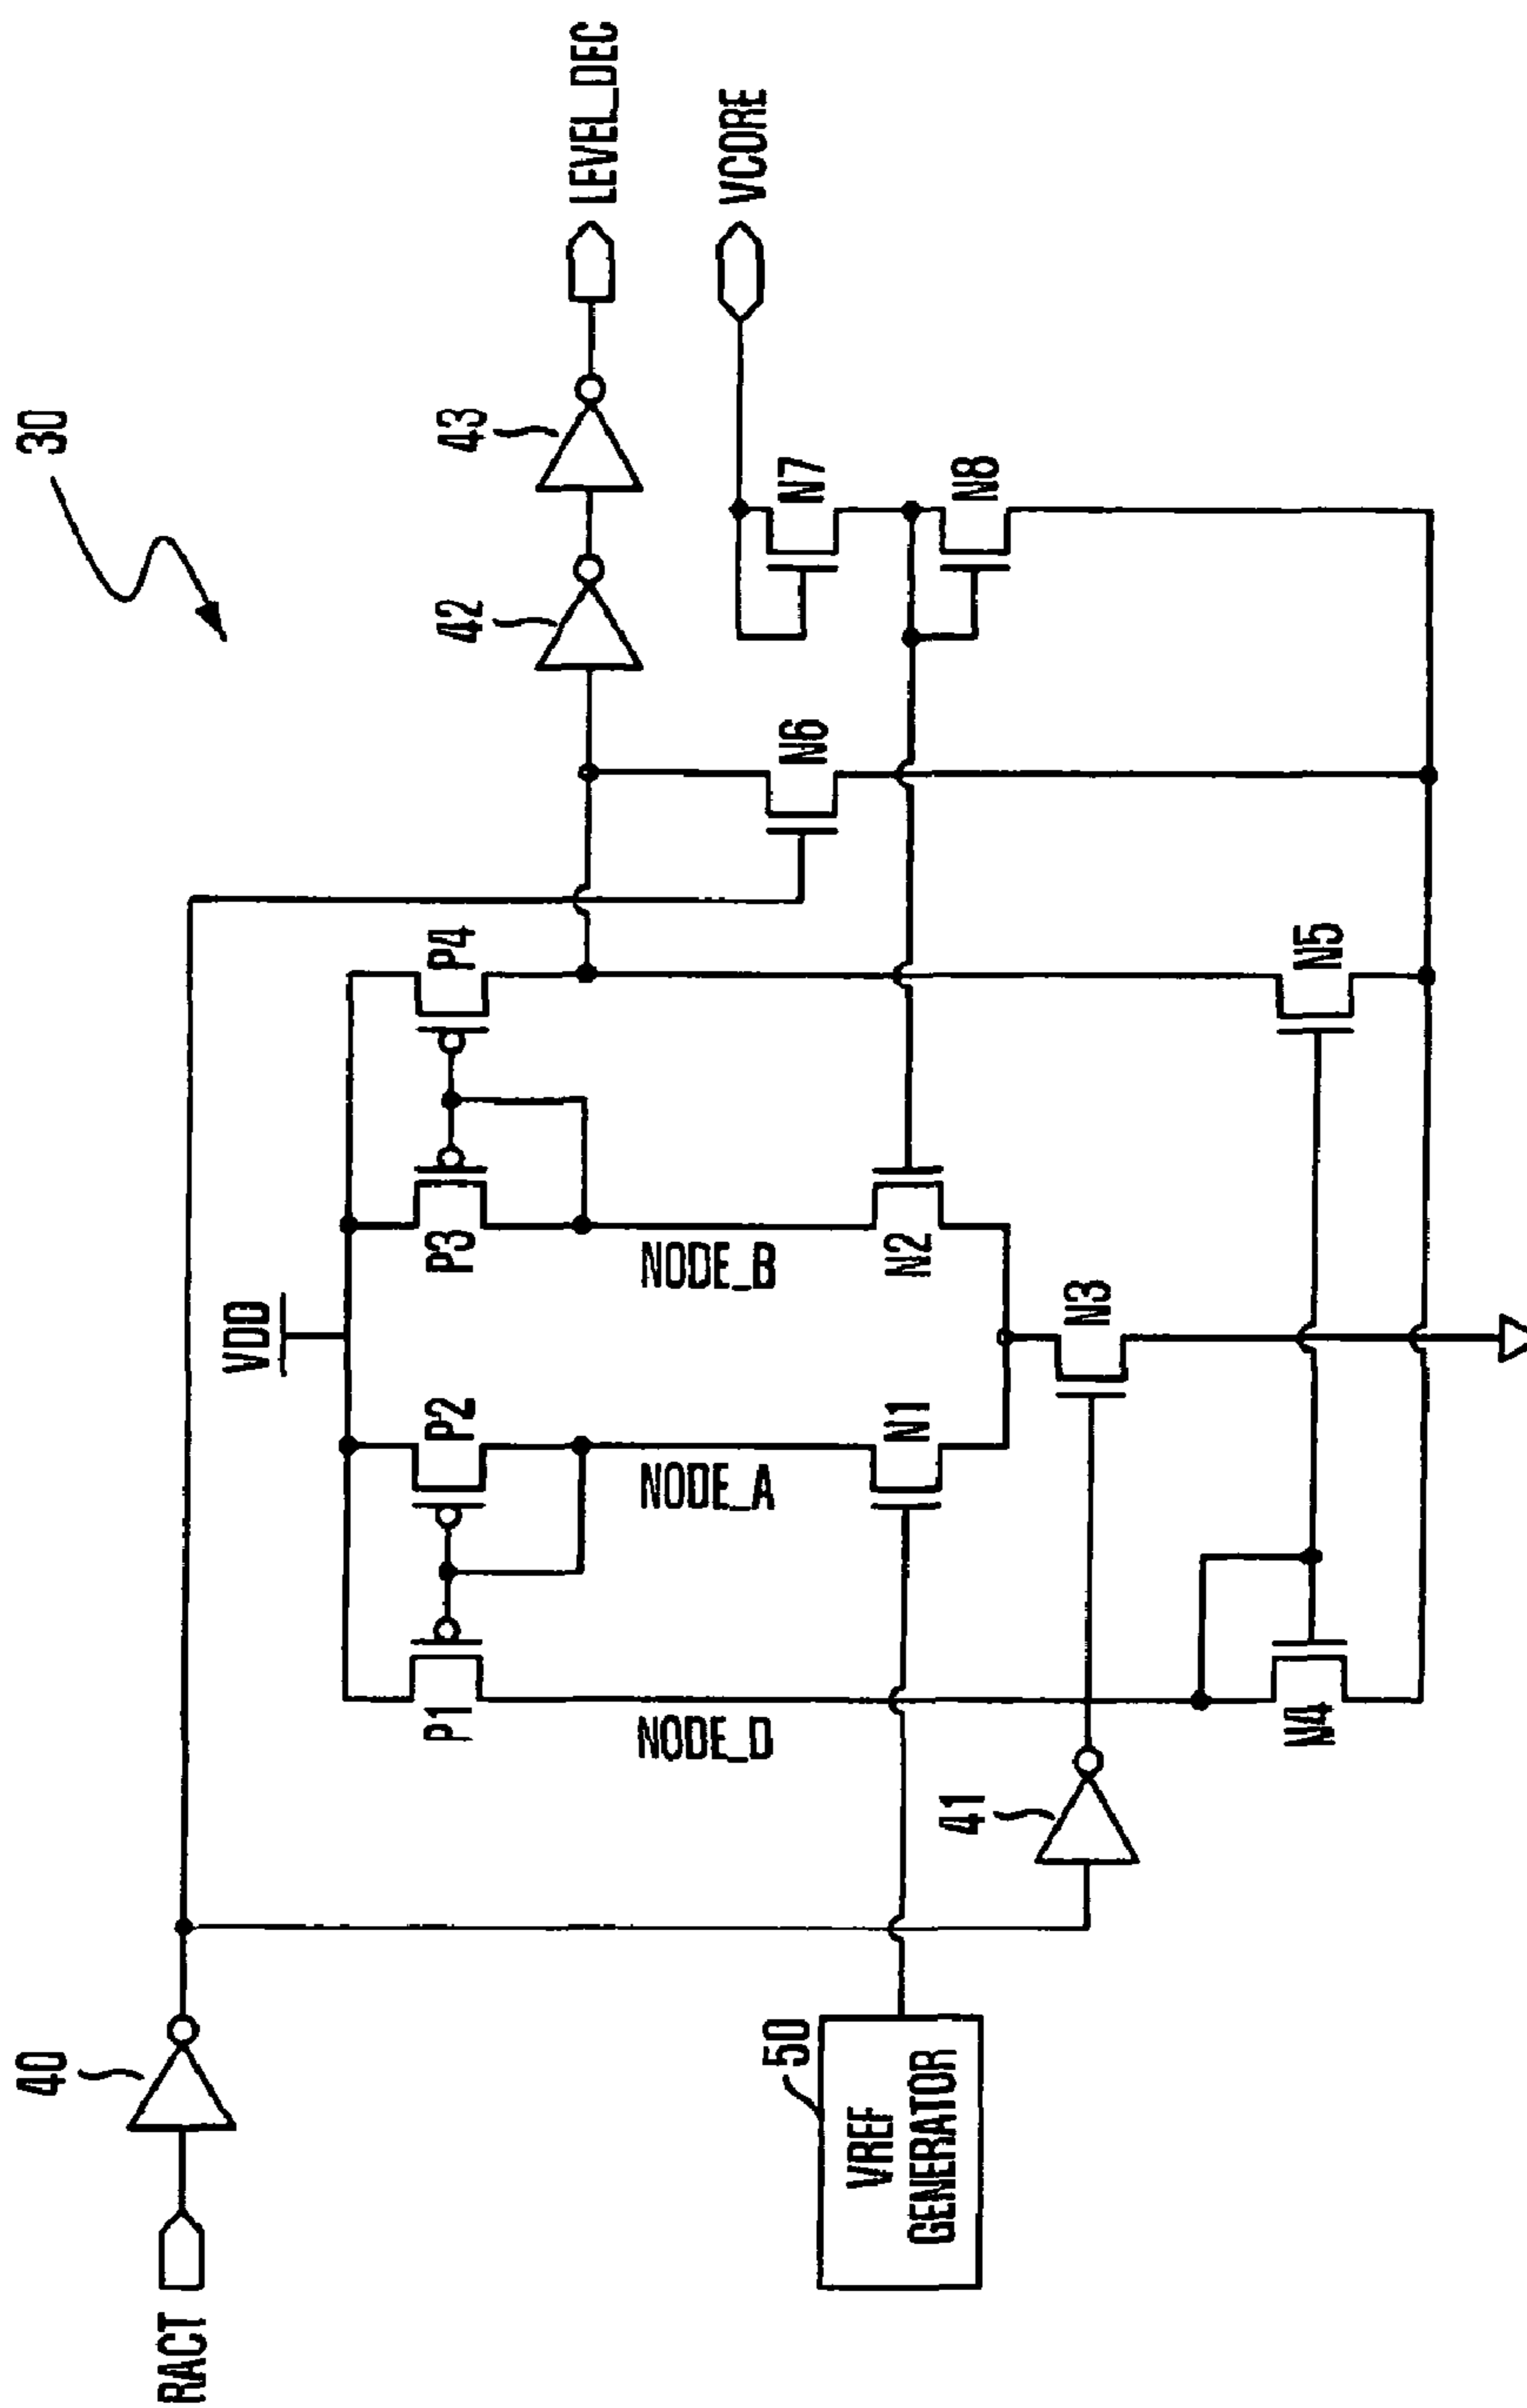 30
40
RACT
VDD
P1
P2
P3
P4
42
43
LEVEL_DEC
NODE_D
NODE_A
NODE_B
N6
N7
VCORE
50
VREF
GENERATOR
N1
N2
N8
41
N3
N4
N5